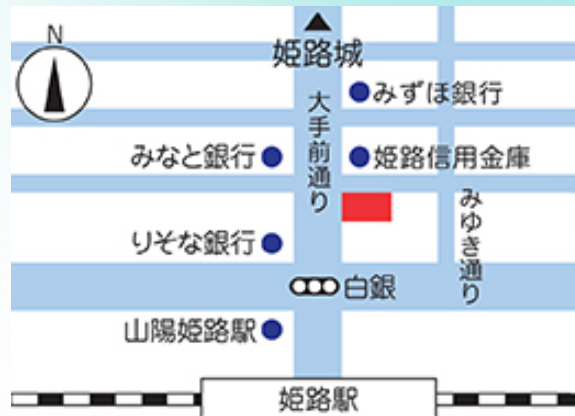 N
姫路城
みずほ銀行
大手前通り
みなと銀行
姫路信用金庫
みゆき通り
りそな銀行
白銀
山陽姫路駅
姫路駅